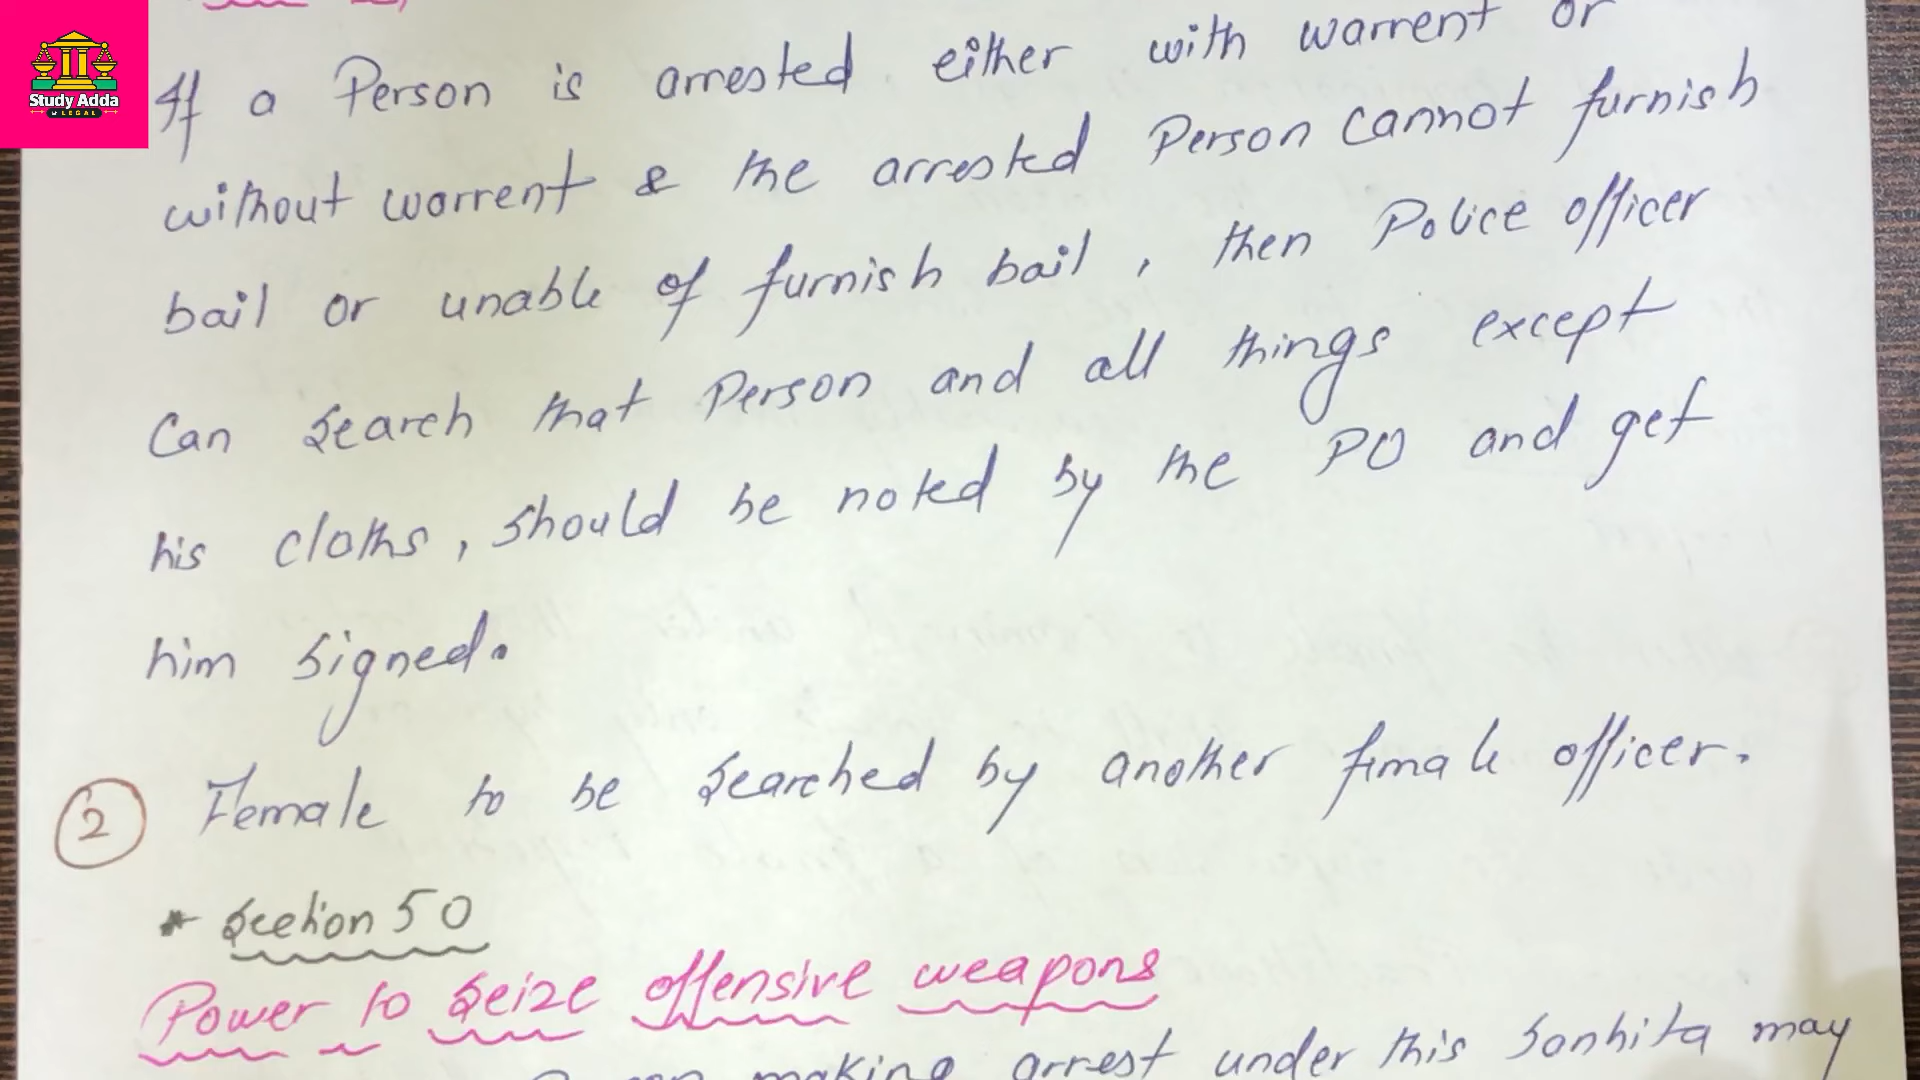 Study Adda
LEGAL
If a Person is arrested either with warrent or
without warrent & the arrested Person cannot furnish
bail or unable of furnish bail, then Police officer
Can search that Person and all things except
his cloths, should be noted by the PO and get
him signed.
2 Female to be searched by another female officer.
* Section 50
Power to seize offensive weapons
making arrest under this Sanhita may